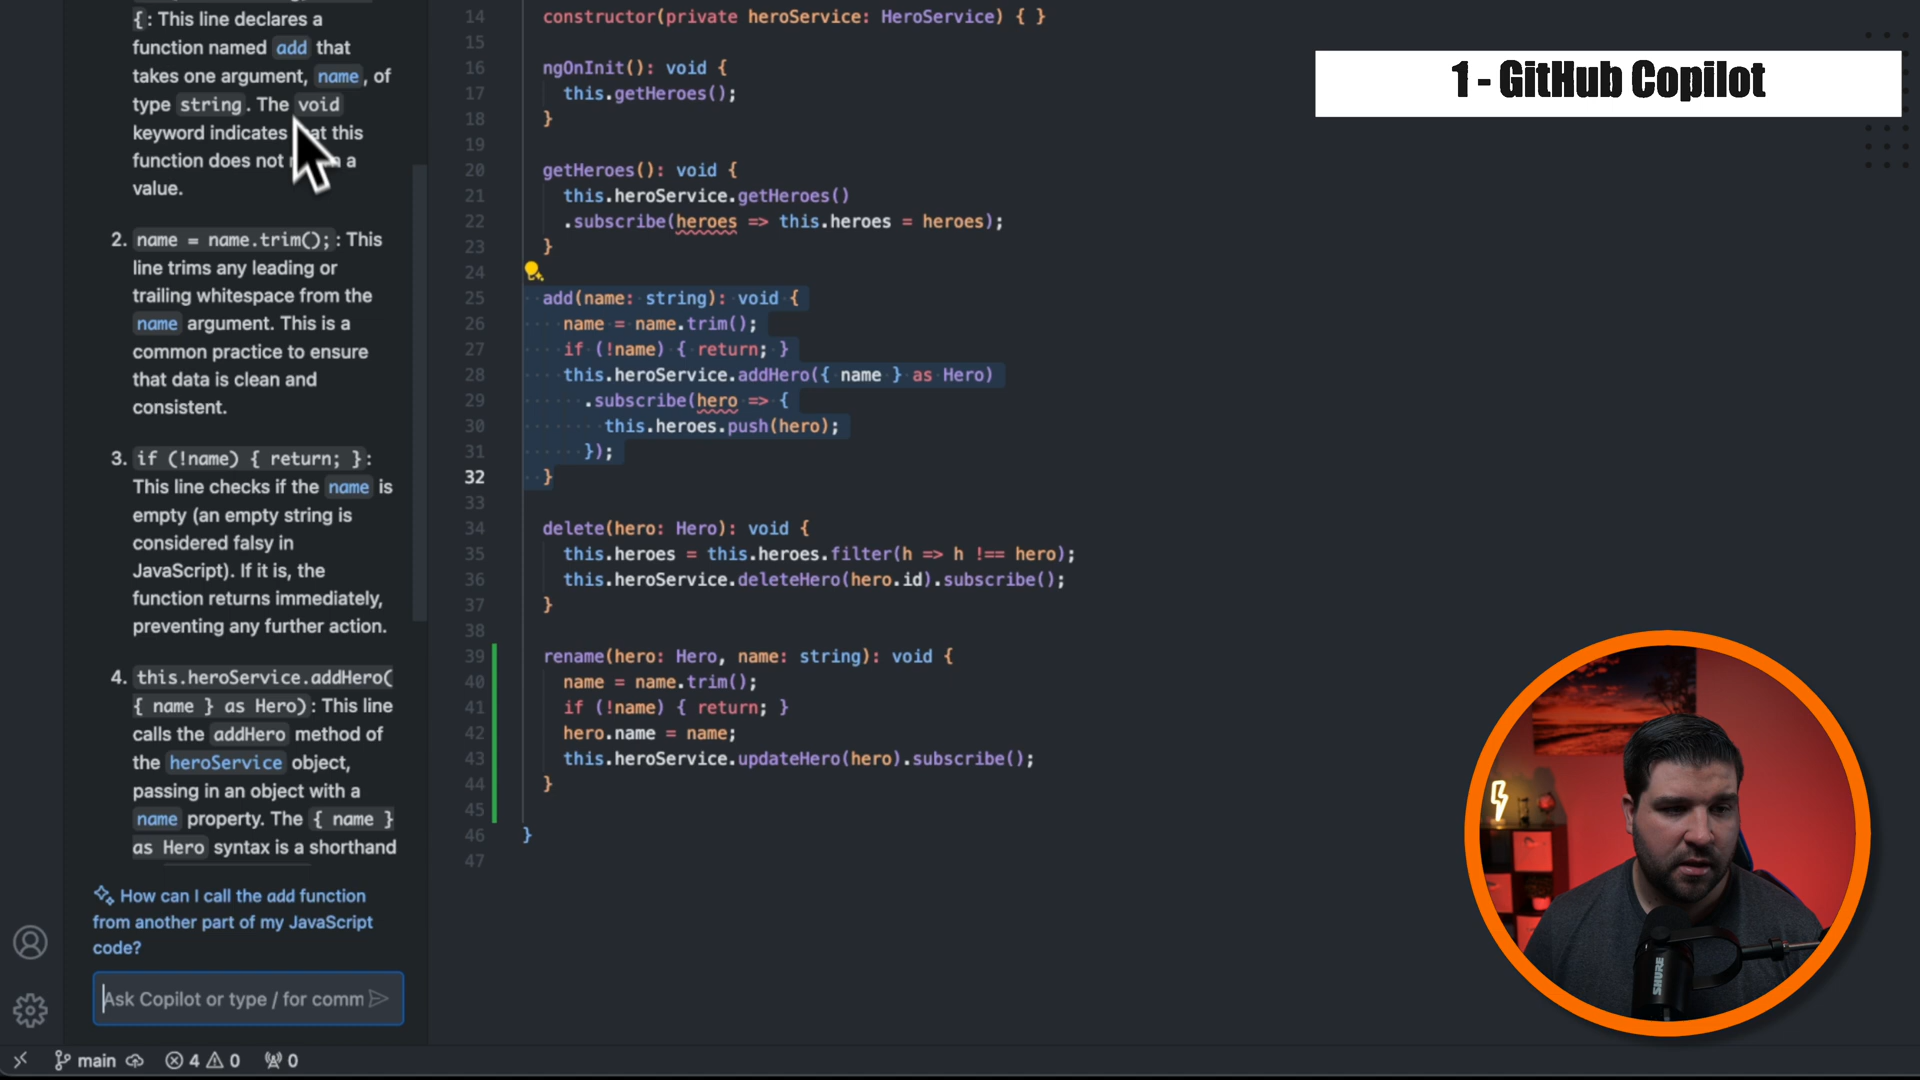 {: This line declares a
function named add that
takes one argument, name, of
type string. The void
keyword indicates that this
function does not a
value.
2. name = name.trim();: This
line trims any leading or
trailing whitespace from the
name argument. This is a
common practice to ensure
that data is clean and
consistent.
3. if (!name) { return; }:
This line checks if the name is
empty (an empty string is
considered falsy in
JavaScript). If it is, the
function returns immediately,
preventing any further action.
4. this.heroService.addHero(
{ name } as Hero): This line
calls the addHero method of
the heroService object,
passing in an object with a
name property. The { name }
as Hero syntax is a shorthand
How can I call the add function
from another part of my JavaScript
code?
Ask Copilot or type / for comm
14 constructor(private heroService: HeroService) { }
15
16 ngOnInit(): void {
17 this.getHeroes();
18 }
19
20 getHeroes(): void {
21 this.heroService.getHeroes()
22 .subscribe(heroes => this.heroes = heroes);
23 }
24
25 add(name: string): void {
26 name = name.trim();
27 if (!name) { return; }
28 this.heroService.addHero({ name } as Hero)
29 .subscribe(hero => {
30 this.heroes.push(hero);
31 });
32 }
33
34 delete(hero: Hero): void {
35 this.heroes = this.heroes.filter(h => h !== hero);
36 this.heroService.deleteHero(hero.id).subscribe();
37 }
38
39 rename(hero: Hero, name: string): void {
40 name = name.trim();
41 if (!name) { return; }
42 hero.name = name;
43 this.heroService.updateHero(hero).subscribe();
44 }
45
46 }
47
1 - GitHub Copilot
SHURE
main 4 0 0